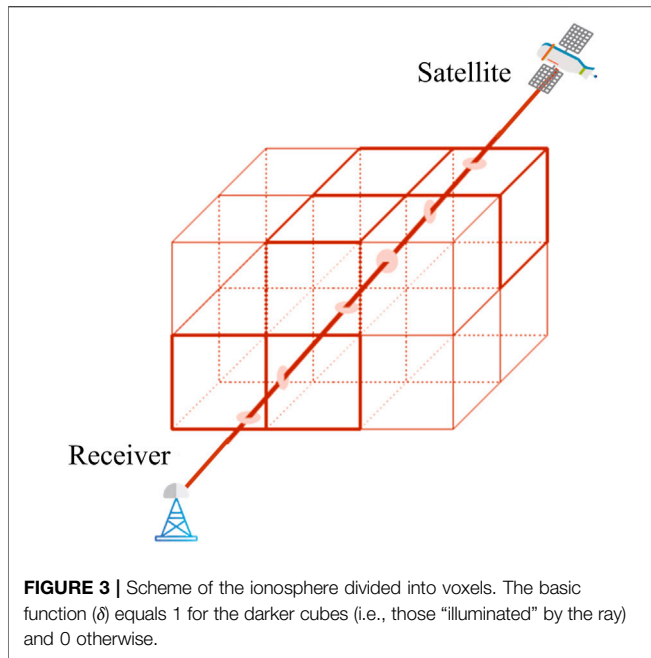 Satellite
Receiver
FIGURE 3 | Scheme of the ionosphere divided into voxels. The basic
function (δ) equals 1 for the darker cubes (i.e., those “illuminated” by the ray)
and 0 otherwise.